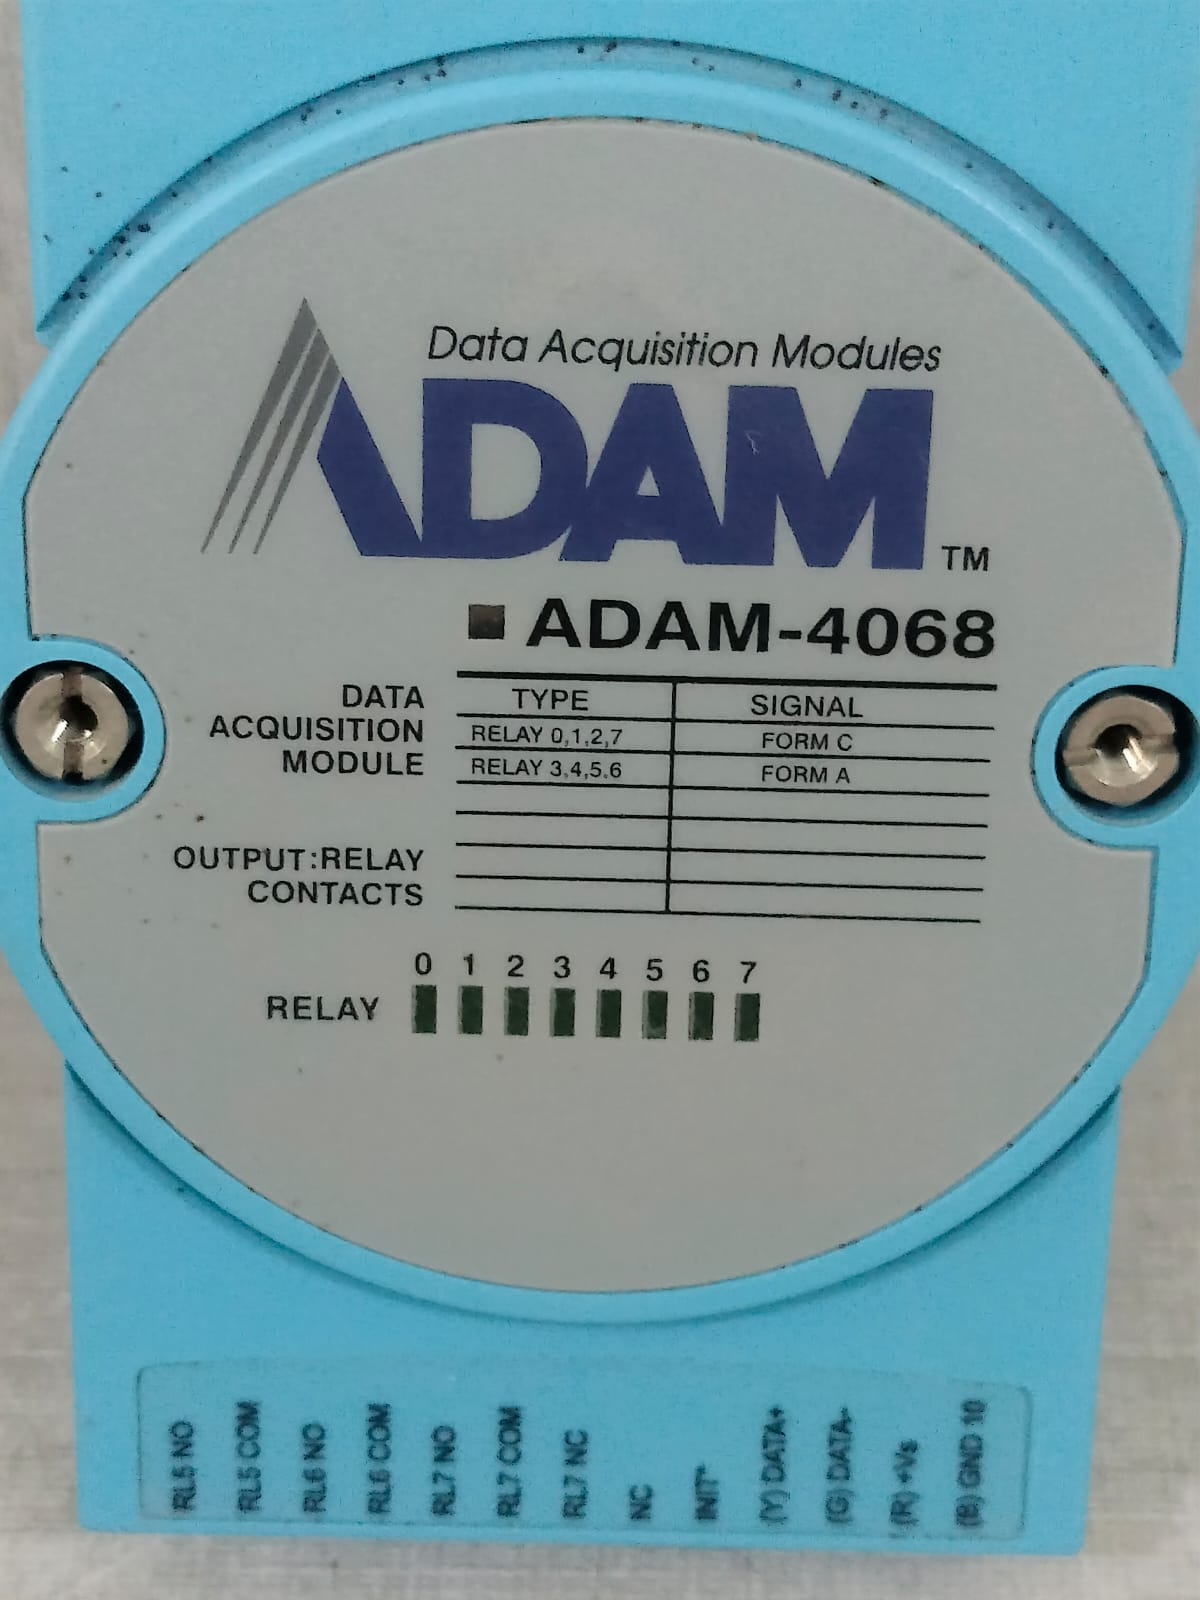 Data Acquisition Modules
ADAM TM
ADAM-4068
DATA ACQUISITION MODULE
TYPE SIGNAL
RELAY 0,1,2,7 FORM C
RELAY 3,4,5,6 FORM A
OUTPUT:RELAY
CONTACTS
0 1 2 3 4 5 6 7
RELAY
RL5 NO
RL5 COM
RL6 NO
RL6 COM
RL7 NO
RL7 COM
RL7 NC
NC
INIT*
(Y) DATA+
(G) DATA-
(R) +Vs
(B) GND 10